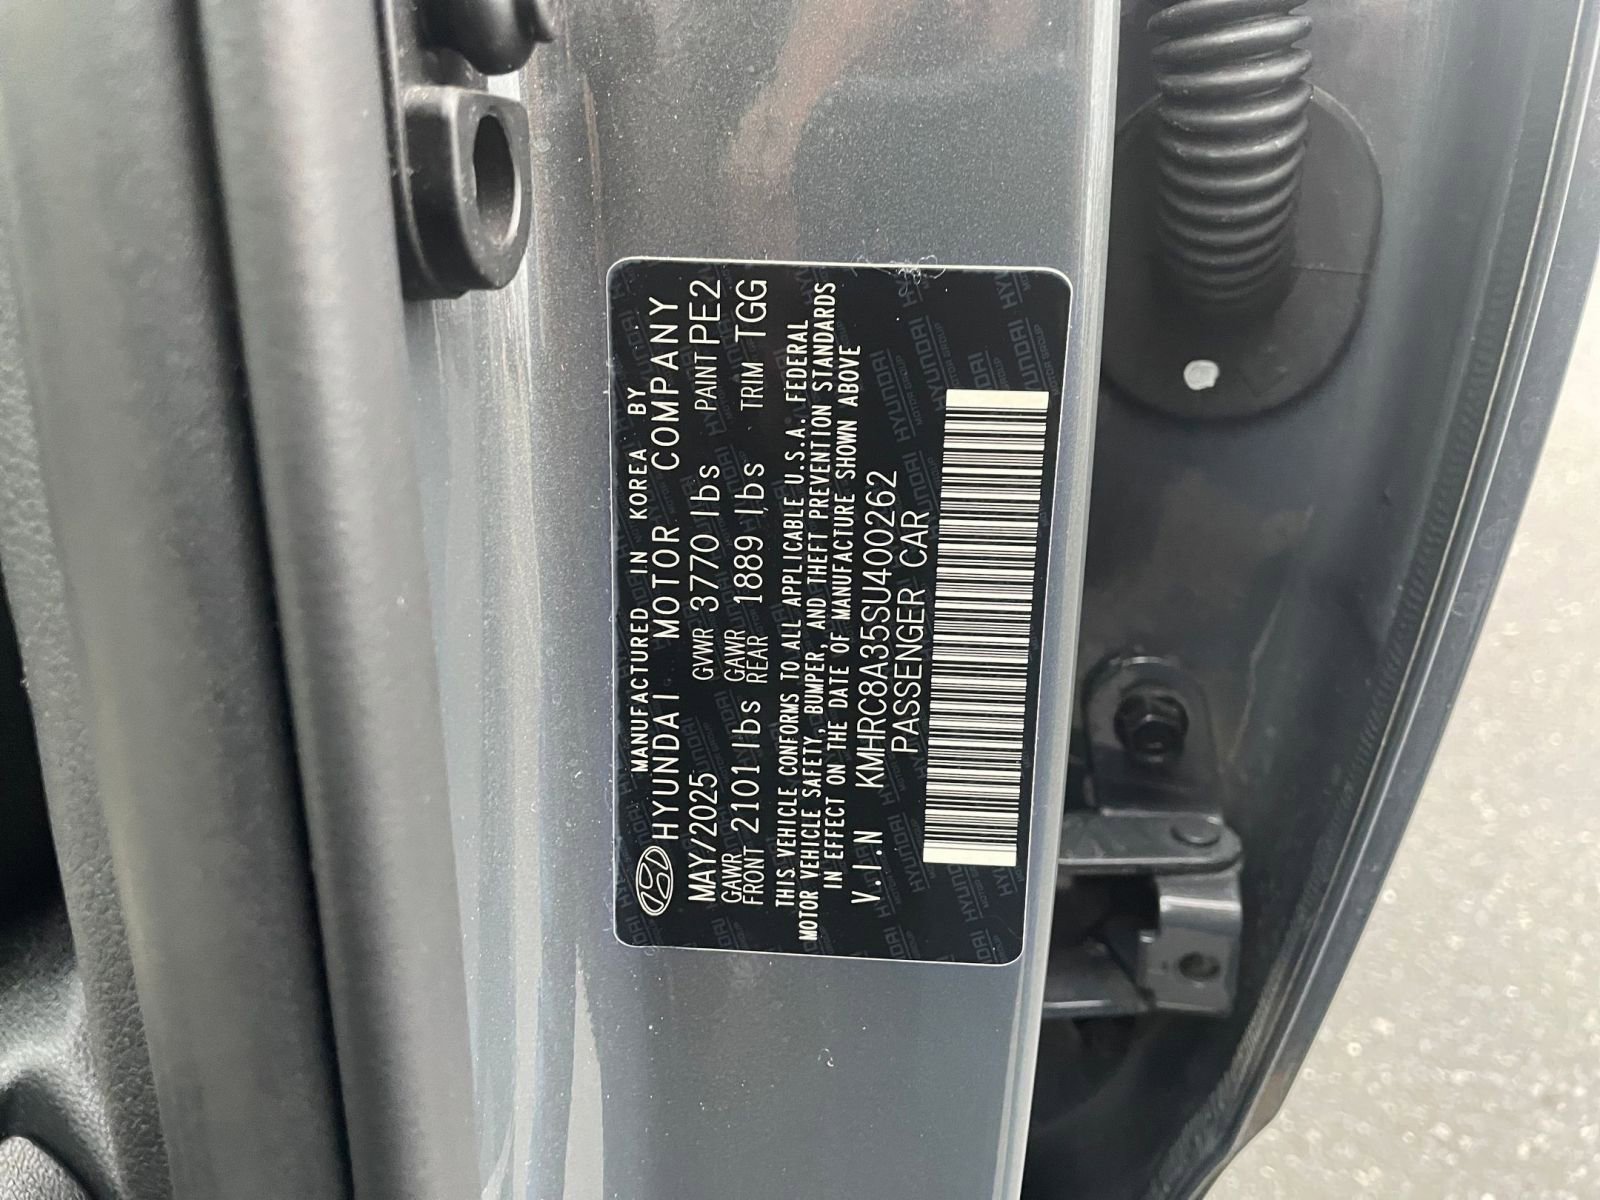 MANUFACTURED IN KOREA BY
HYUNDAI MOTOR COMPANY
MAY/2025 GVWR 3770 lbs PAINT PE2
GAWR FRONT 2101 lbs GAWR REAR 1889 lbs TRIM TGG
THIS VEHICLE CONFORMS TO ALL APPLICABLE U.S.A. FEDERAL
MOTOR VEHICLE SAFETY, BUMPER, AND THEFT PREVENTION STANDARDS
IN EFFECT ON THE DATE OF MANUFACTURE SHOWN ABOVE
V.I.N KMHRC8A35SU400262
PASSENGER CAR